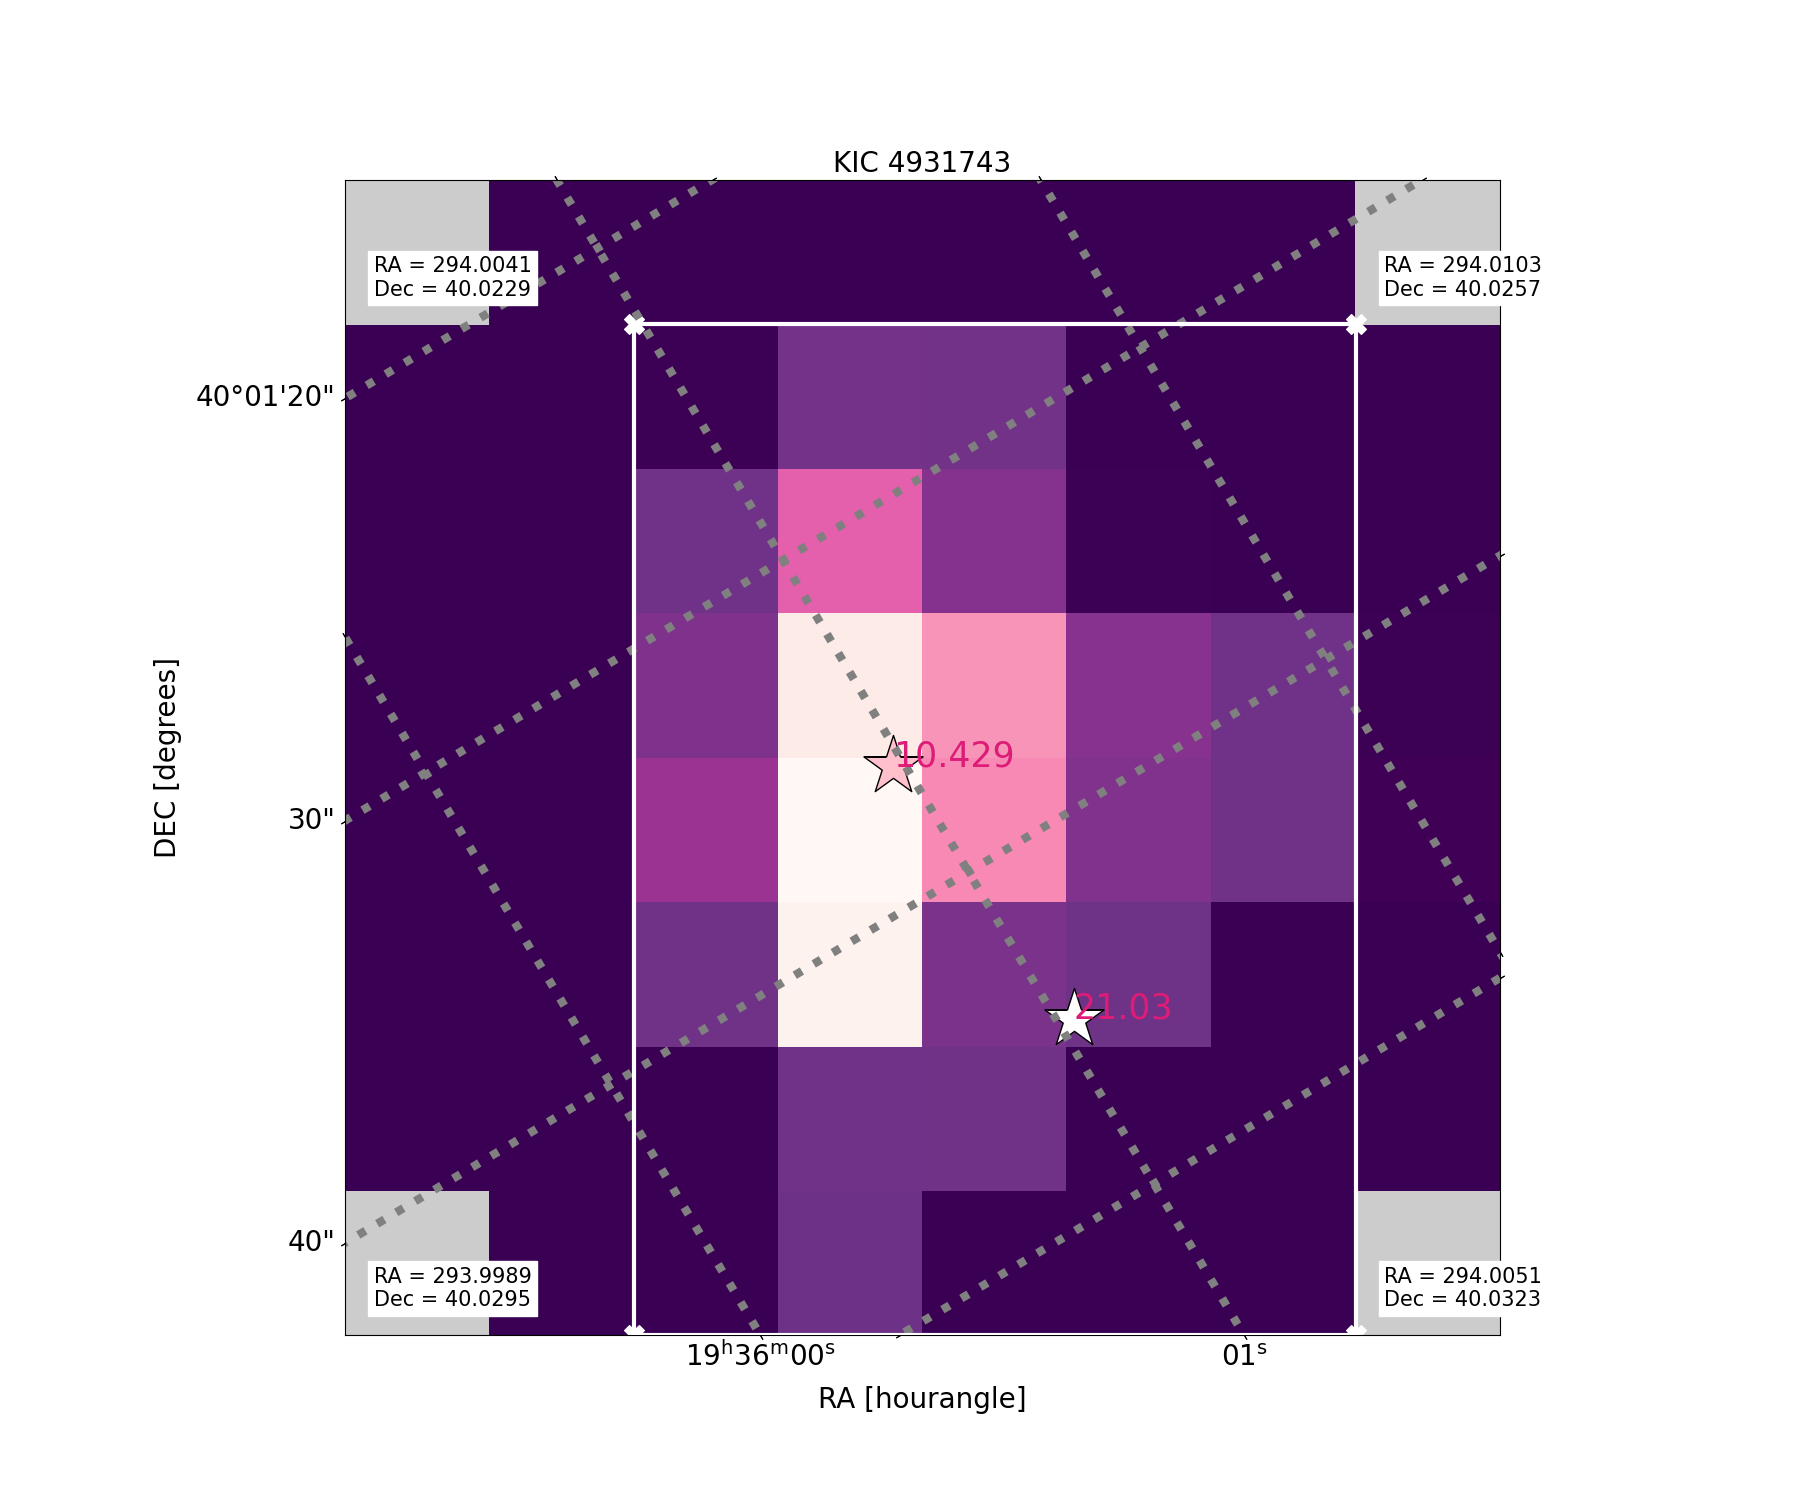 KIC 4931743
RA = 294.0041
Dec = 40.0229
RA = 294.0103
Dec = 40.0257
40°01'20"
30"
40"
DEC [degrees]
10.429
21.03
RA = 293.9989
Dec = 40.0295
RA = 294.0051
Dec = 40.0323
19ʰ36ᵐ00ˢ
01ˢ
RA [hourangle]